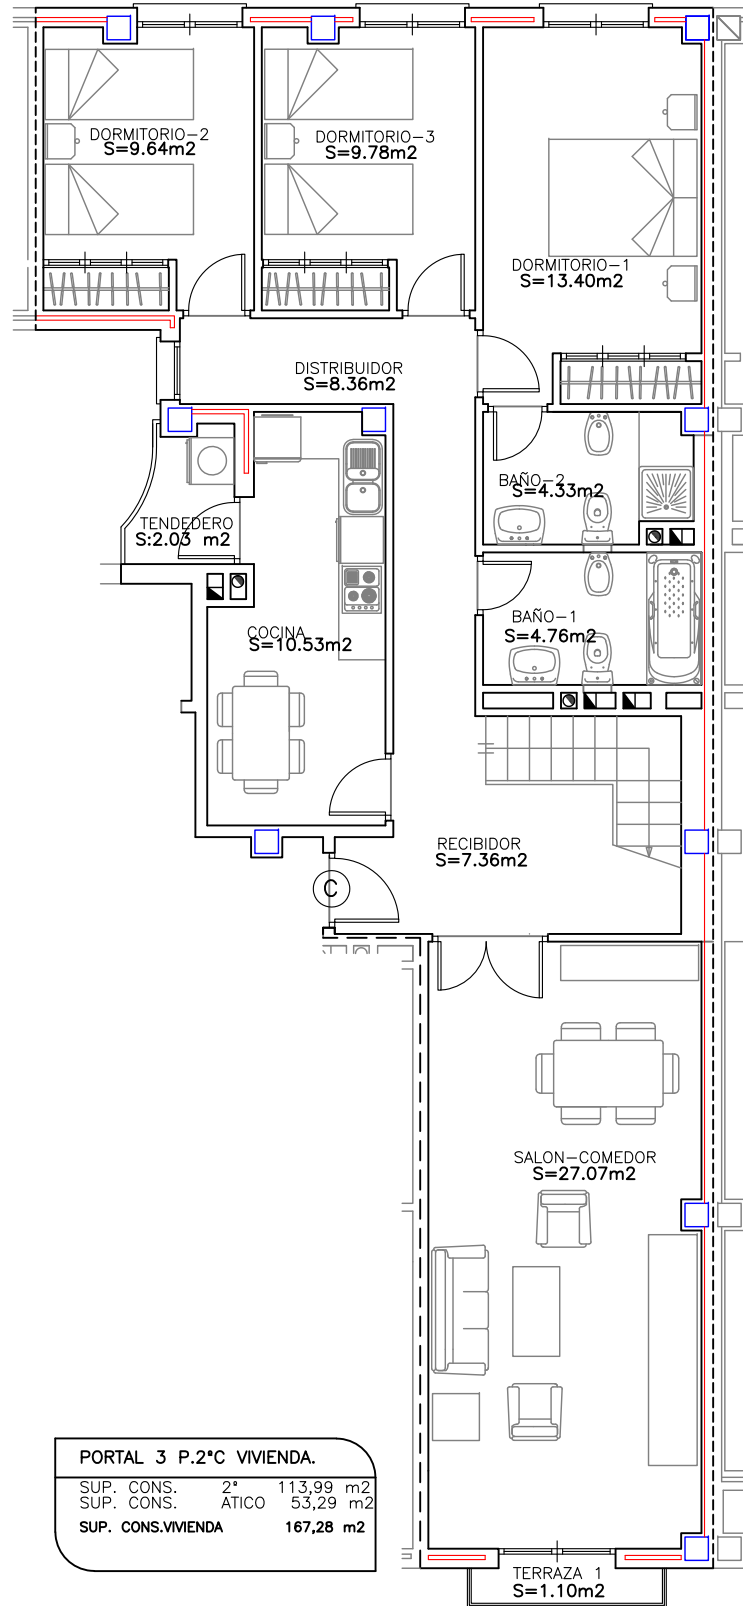 DORMITORIO-2
S=9.64m2
DORMITORIO-3
S=9.78m2
DORMITORIO-1
S=13.40m2
DISTRIBUIDOR
S=8.36m2
BAÑO-2
S=4.33m2
TENDEDERO
S:2.03 m2
BAÑO-1
S=4.76m2
COCINA
S=10.53m2
RECIBIDOR
S=7.36m2
C
SALON-COMEDOR
S=27.07m2
PORTAL 3 P.2ºC VIVIENDA.
SUP. CONS. 2º 113,99 m2
SUP. CONS. ATICO 53,29 m2
SUP. CONS.VIVIENDA 167,28 m2
TERRAZA 1
S=1.10m2